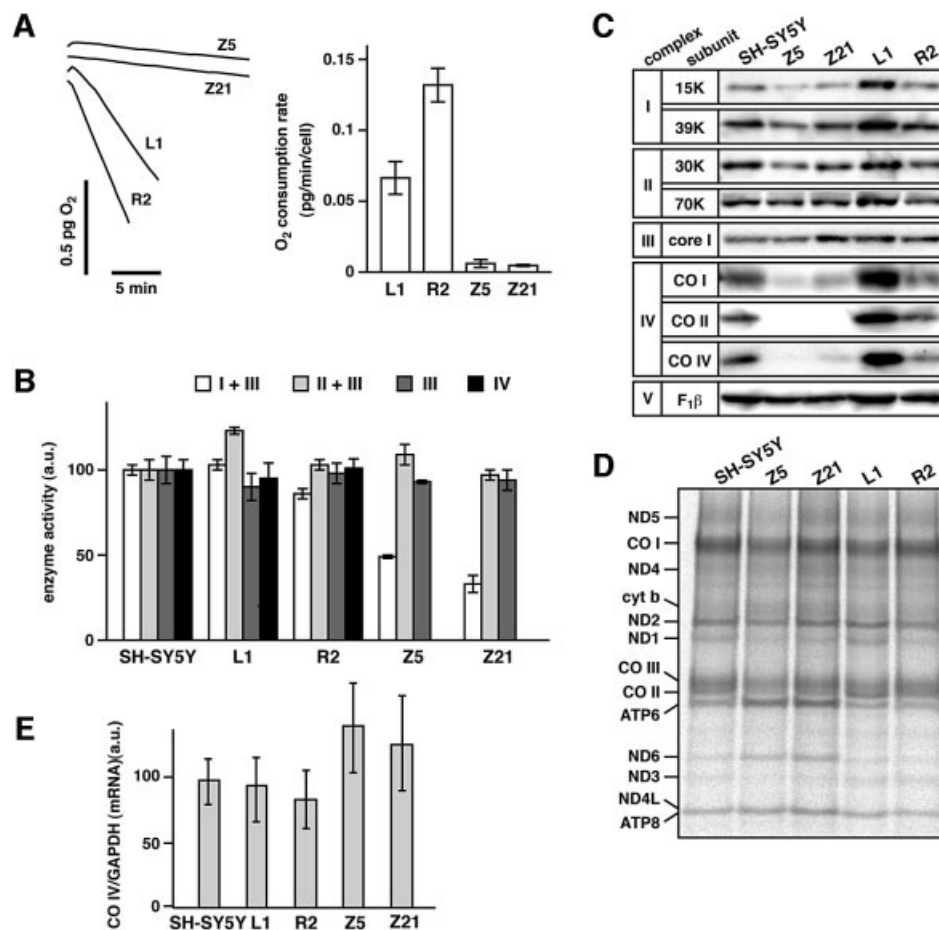 A
Z5
Z21
L1
R2
0.5 pg O2
5 min
O2 consumption rate
(pg/min/cell)
0.15
0.1
0.05
0
L1 R2 Z5 Z21
B
I + III II + III III IV
enzyme activity (a.u.)
100
50
0
SH-SY5Y L1 R2 Z5 Z21
E
CO IV/GAPDH (mRNA)(a.u.)
100
50
0
SH-SY5Y L1 R2 Z5 Z21
C
complex subunit SH-SY5Y Z5 Z21 L1 R2
I 15K
39K
II 30K
70K
III core I
IV CO I
CO II
CO IV
V F1β
D
SH-SY5Y Z5 Z21 L1 R2
ND5
CO I
ND4
cyt b
ND2
ND1
CO III
CO II
ATP6
ND6
ND3
ND4L
ATP8